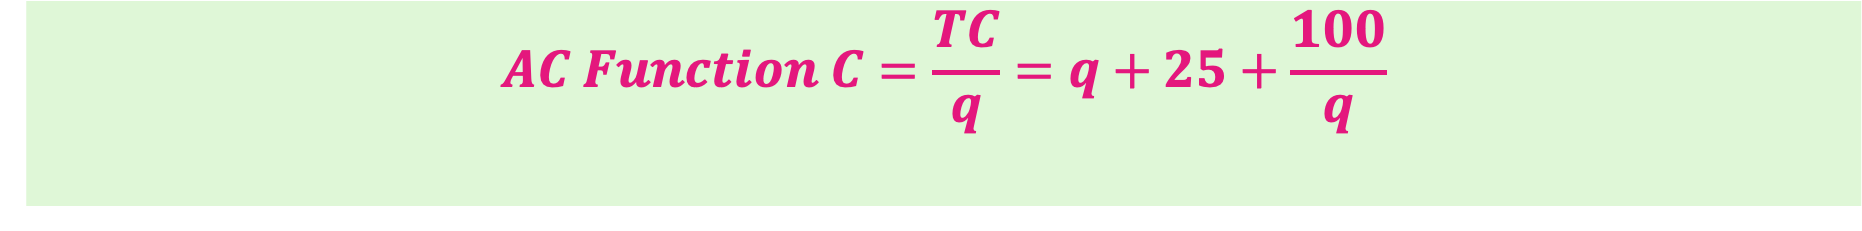 AC Function C = TC/q = q + 25 + 100/q